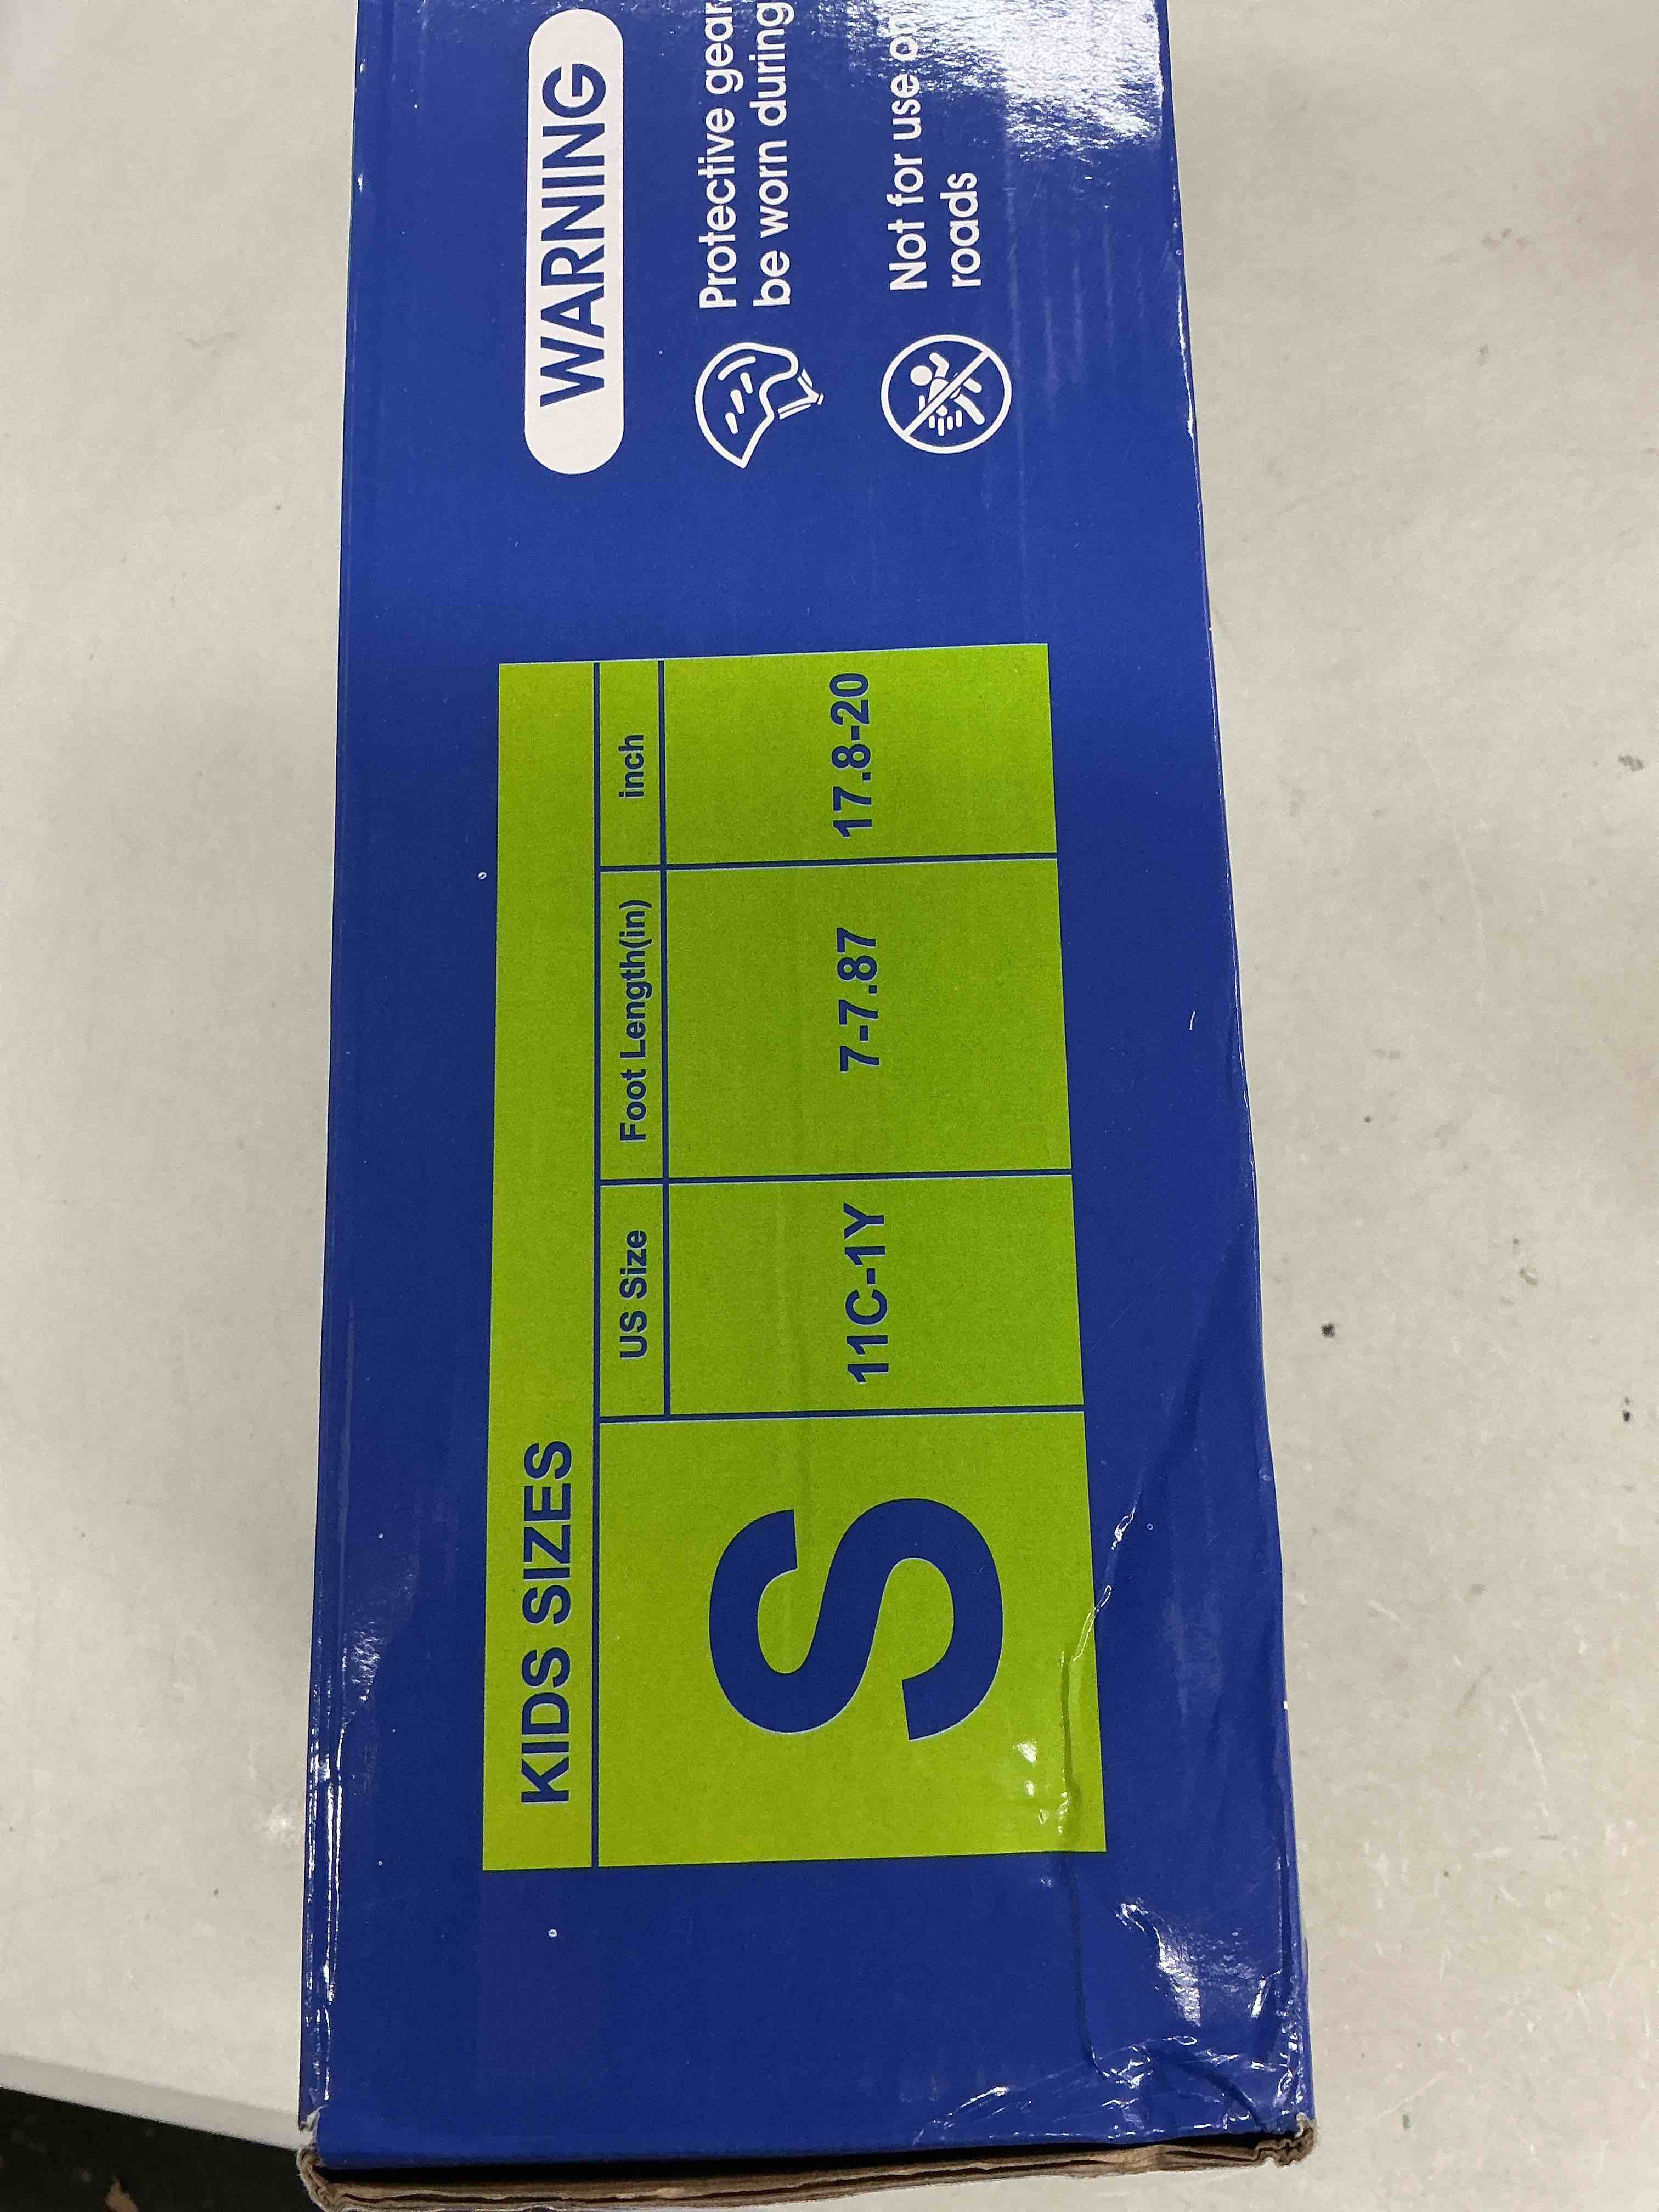 KIDS SIZES
US Size Foot Length(in) inch
S 11C-1Y 7-7.87 17.8-20
WARNING
Protective gear
be worn during
Not for use on
roads